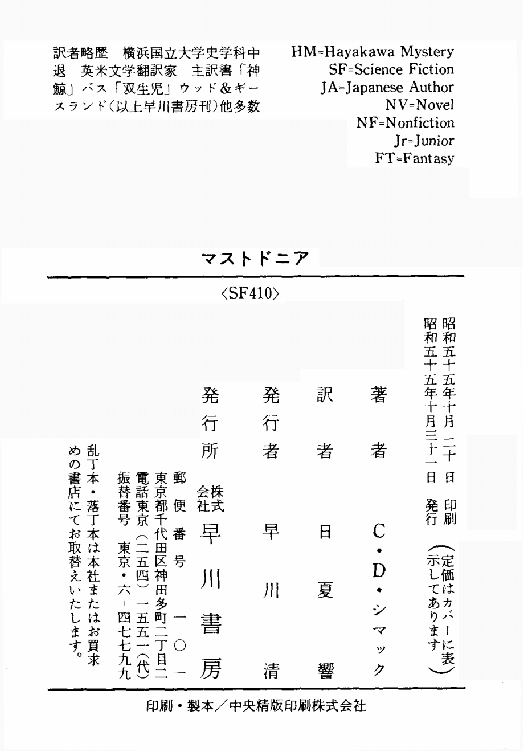 訳者略歴　横浜国立大学史学科中
退　英米文学翻訳家　主訳書「神
鯨」バス「双生児」ウッド＆ギー
スランド（以上早川書房刊）他多数
HM=Hayakawa Mystery
SF=Science Fiction
JA=Japanese Author
NV=Novel
NF=Nonfiction
Jr=Junior
FT=Fantasy
マストドニア
〈SF410〉
昭和五十五年十月二十日　印刷
昭和五十五年十月三十一日　発行
（定価はカバーに表
示してあります）
著者　C・D・シマック
訳者　日夏響
発行者　早川清
発行所　株式会社　早川書房
郵便番号　一〇一
東京都千代田区神田多町二丁目二
電話東京（二五四）一五五一（代）
振替番号　東京・六－四七七九九
乱丁本・落丁本は本社またはお買求
めの書店にてお取替えいたします。
印刷・製本／中央精版印刷株式会社